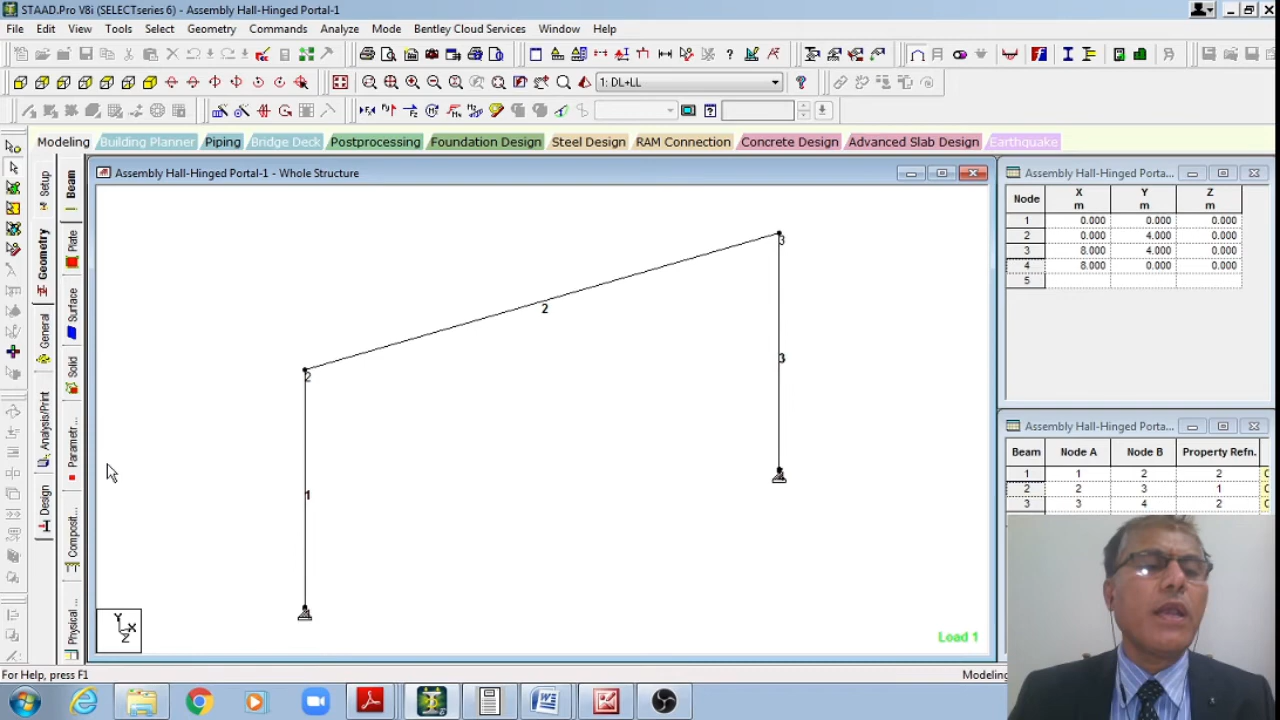 STAAD.Pro V8i (SELECTseries 6) - Assembly Hall-Hinged Portal-1
File Edit View Tools Select Geometry Commands Analyze Mode Bentley Cloud Services Window Help
1: DL+LL
Modeling Building Planner Piping Bridge Deck Postprocessing Foundation Design Steel Design RAM Connection Concrete Design Advanced Slab Design Earthquake
Setup
Geometry
General
Analysis/Print
Design
Beam
Plate
Surface
Solid
Parametr...
Composit...
Physical...
Assembly Hall-Hinged Portal-1 - Whole Structure
3
2
2
3
1
Y
X
Z
Load 1
Assembly Hall-Hinged Porta...
Node X m Y m Z m
1 0.000 0.000 0.000
2 0.000 4.000 0.000
3 8.000 4.000 0.000
4 8.000 0.000 0.000
5
Assembly Hall-Hinged Porta...
Beam Node A Node B Property Refn.
1 1 2 2
2 2 3 1
3 3 4 2
For Help, press F1
Modeling